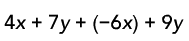 4x + 7y + (−6x) + 9y